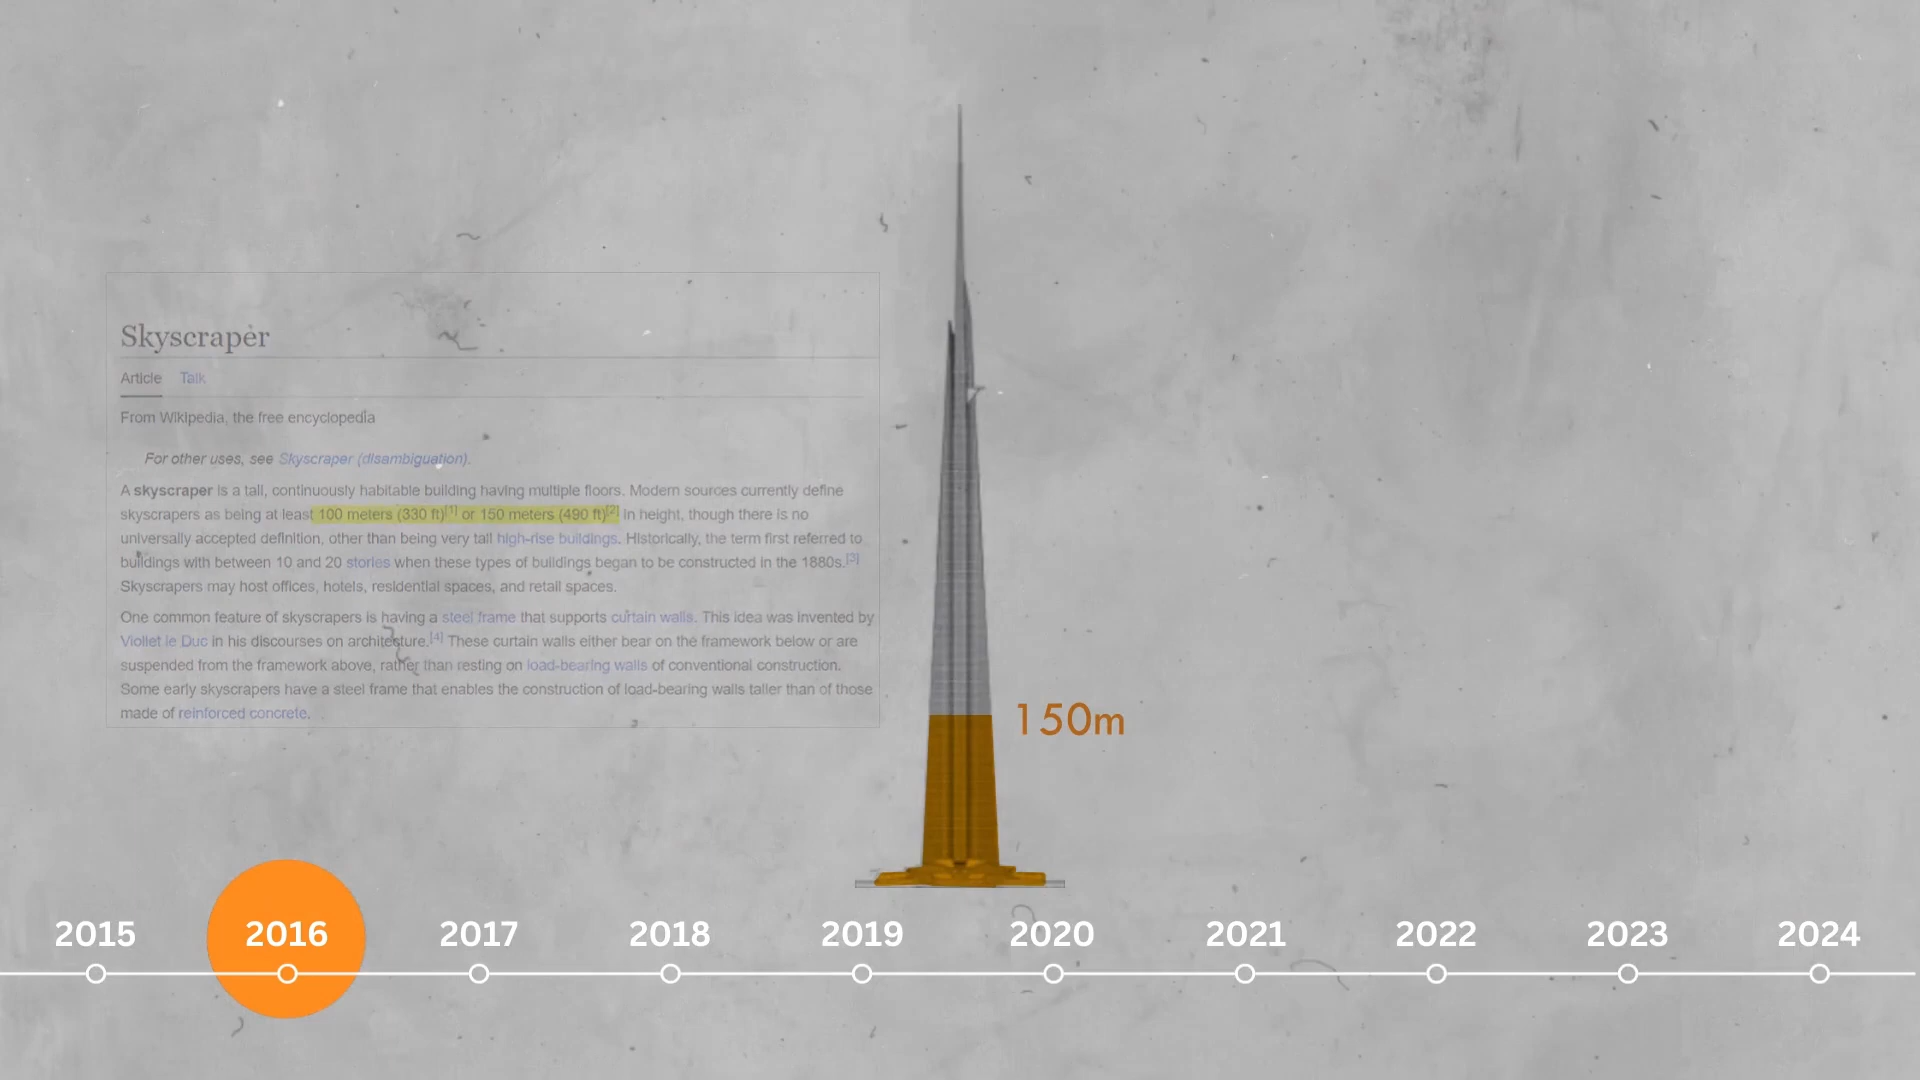 Skyscraper
Article Talk
From Wikipedia, the free encyclopedia
For other uses, see Skyscraper (disambiguation).
A skyscraper is a tall, continuously habitable building having multiple floors. Modern sources currently define
skyscrapers as being at least 100 meters (330 ft)[1] or 150 meters (490 ft)[2] in height, though there is no
universally accepted definition, other than being very tall high-rise buildings. Historically, the term first referred to
buildings with between 10 and 20 stories when these types of buildings began to be constructed in the 1880s.[3]
Skyscrapers may host offices, hotels, residential spaces, and retail spaces.
One common feature of skyscrapers is having a steel frame that supports curtain walls. This idea was invented by
Viollet le Duc in his discourses on architecture.[4] These curtain walls either bear on the framework below or are
suspended from the framework above, rather than resting on load-bearing walls of conventional construction.
Some early skyscrapers have a steel frame that enables the construction of load-bearing walls taller than of those
made of reinforced concrete.
150m
2015 2016 2017 2018 2019 2020 2021 2022 2023 2024